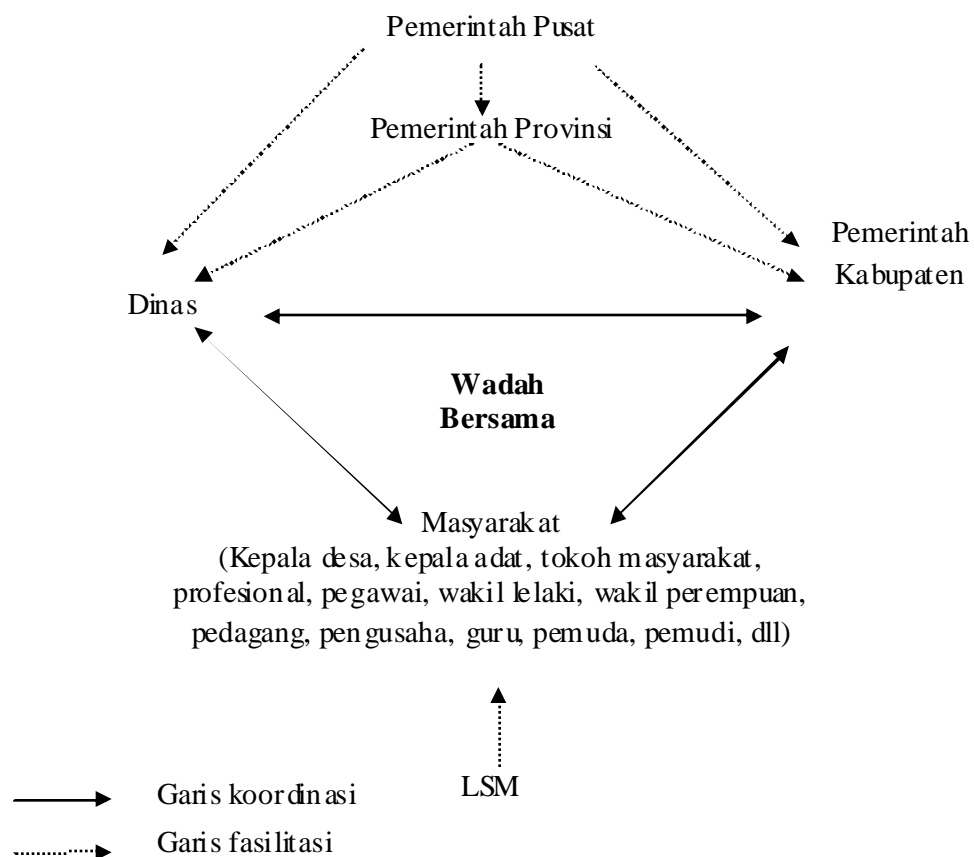 Pemerintah Pusat
Pemerintah Provinsi
Pemerintah
Kabupaten
Dinas
Wadah
Bersama
Masyarakat
(Kepala desa, kepala adat, tokoh masyarakat,
profesional, pegawai, wakil lelaki, wakil perempuan,
pedagang, pengusaha, guru, pemuda, pemudi, dll)
LSM
Garis koordinasi
Garis fasilitasi